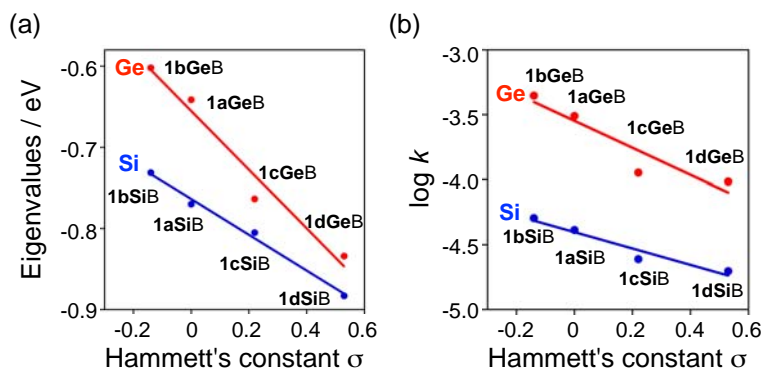 (a)
Eigenvalues / eV
-0.6
-0.7
-0.8
-0.9
Ge
1bGeB
1aGeB
1cGeB
1dGeB
Si
1bSiB
1aSiB
1cSiB
1dSiB
-0.2 0 0.2 0.4 0.6
Hammett's constant σ
(b)
log k
-3.0
-3.5
-4.0
-4.5
-5.0
1bGeB
Ge
1aGeB
1cGeB
1dGeB
Si
1bSiB
1aSiB
1cSiB
1dSiB
-0.2 0 0.2 0.4 0.6
Hammett's constant σ